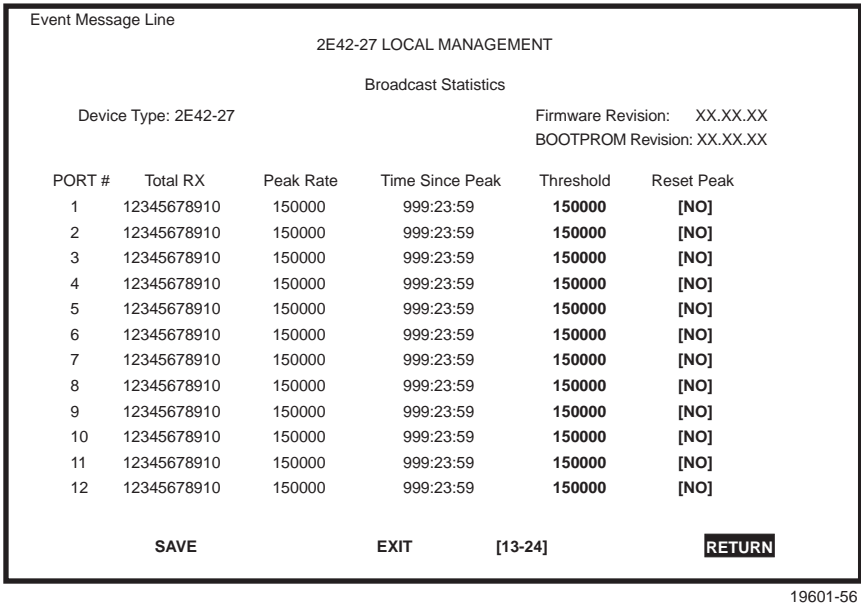 Event Message Line
2E42-27 LOCAL MANAGEMENT
Broadcast Statistics
Device Type: 2E42-27 Firmware Revision: XX.XX.XX
BOOTPROM Revision: XX.XX.XX
PORT # Total RX Peak Rate Time Since Peak Threshold Reset Peak
1 12345678910 150000 999:23:59 150000 [NO]
2 12345678910 150000 999:23:59 150000 [NO]
3 12345678910 150000 999:23:59 150000 [NO]
4 12345678910 150000 999:23:59 150000 [NO]
5 12345678910 150000 999:23:59 150000 [NO]
6 12345678910 150000 999:23:59 150000 [NO]
7 12345678910 150000 999:23:59 150000 [NO]
8 12345678910 150000 999:23:59 150000 [NO]
9 12345678910 150000 999:23:59 150000 [NO]
10 12345678910 150000 999:23:59 150000 [NO]
11 12345678910 150000 999:23:59 150000 [NO]
12 12345678910 150000 999:23:59 150000 [NO]
SAVE EXIT [13-24] RETURN
19601-56